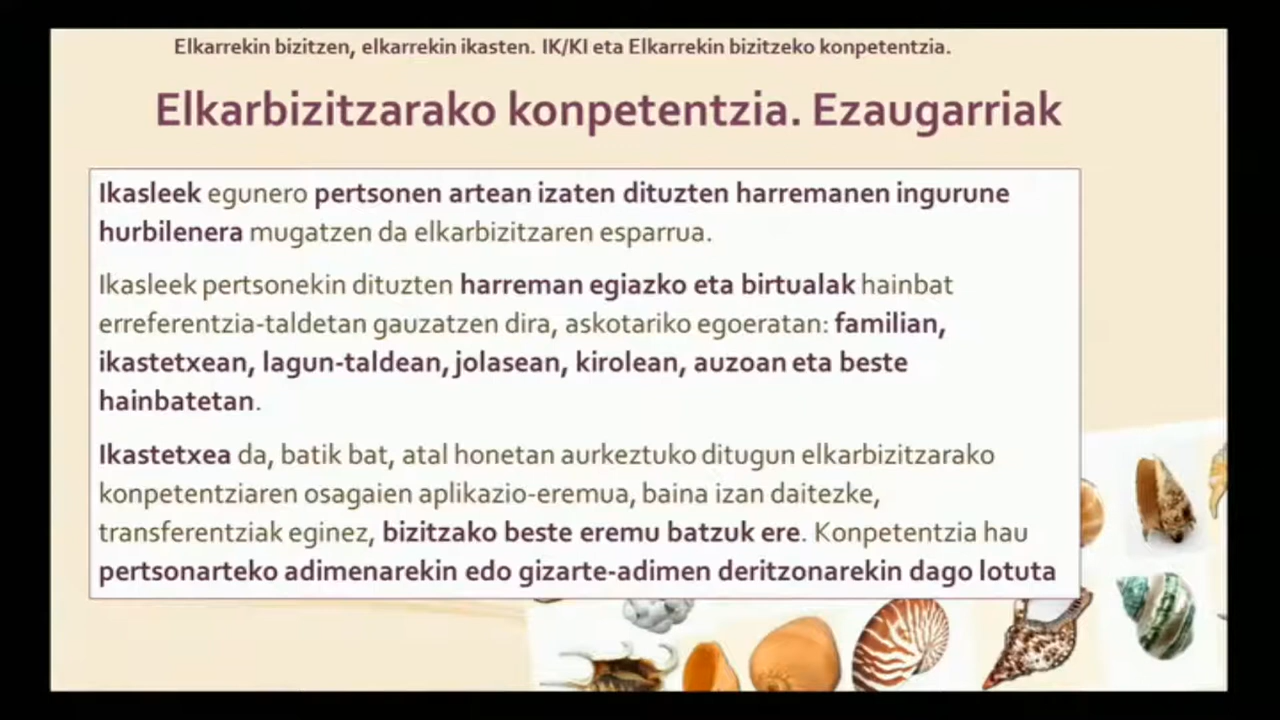 Elkarrekin bizitzen, elkarrekin ikasten. IK/KI eta Elkarrekin bizitzeko konpetentzia.
Elkarbizitzarako konpetentzia. Ezaugarriak
Ikasleek egunero pertsonen artean izaten dituzten harremanen ingurune
hurbilenera mugatzen da elkarbizitzaren esparrua.
Ikasleek pertsonekin dituzten harreman egiazko eta birtualak hainbat
erreferentzia-taldetan gauzatzen dira, askotariko egoeratan: familian,
ikastetxean, lagun-taldean, jolasean, kirolean, auzoan eta beste
hainbatetan.
Ikastetxea da, batik bat, atal honetan aurkeztuko ditugun elkarbizitzarako
konpetentziaren osagaien aplikazio-eremua, baina izan daitezke,
transferentziak eginez, bizitzako beste eremu batzuk ere. Konpetentzia hau
pertsonarteko adimenarekin edo gizarte-adimen deritzonarekin dago lotuta